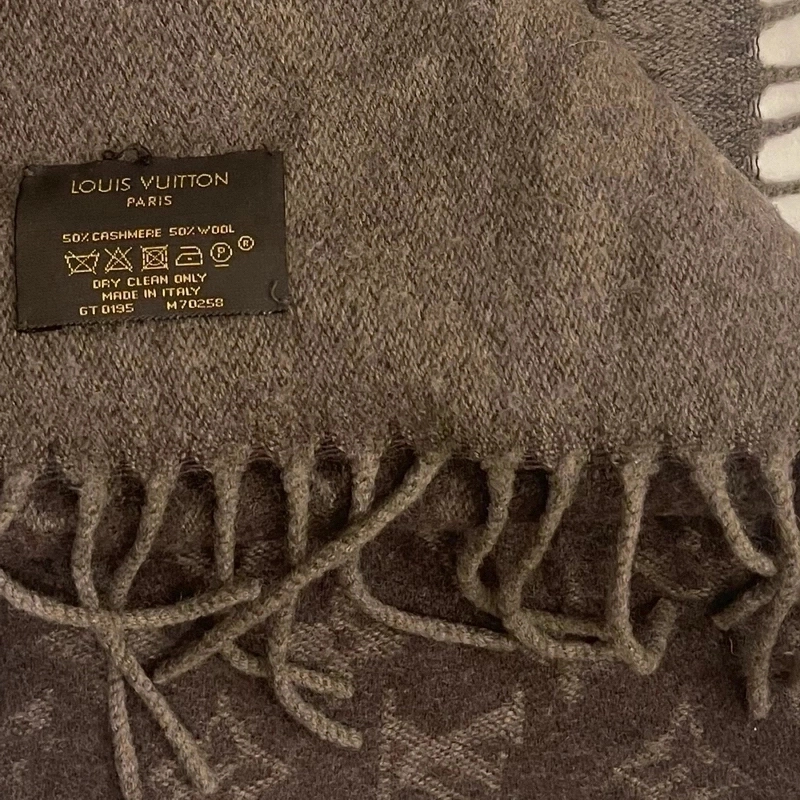 LOUIS VUITTON
PARIS
50% CASHMERE 50% WOOL
P ®
DRY CLEAN ONLY
MADE IN ITALY
GT 0195 M70258